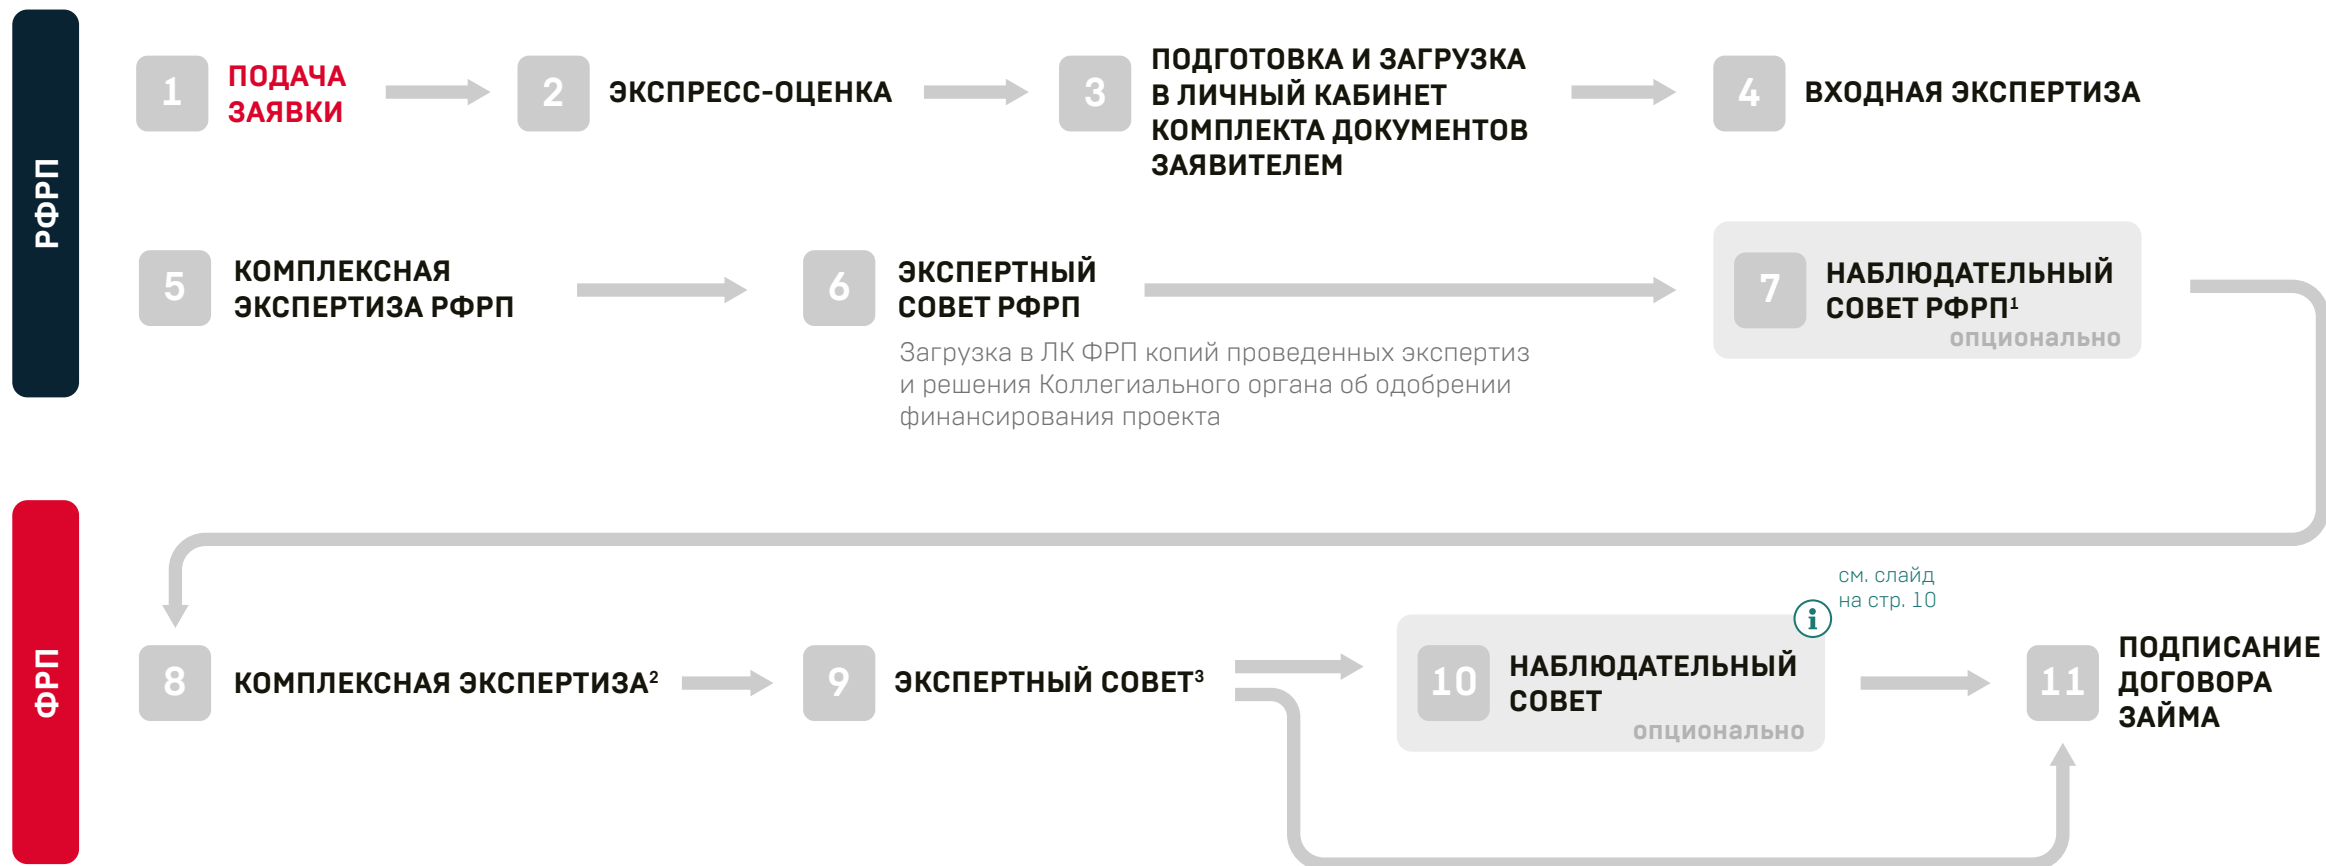 РФРП
1
ПОДАЧА
ЗАЯВКИ
2
ЭКСПРЕСС-ОЦЕНКА
3
ПОДГОТОВКА И ЗАГРУЗКА
В ЛИЧНЫЙ КАБИНЕТ
КОМПЛЕКТА ДОКУМЕНТОВ
ЗАЯВИТЕЛЕМ
4
ВХОДНАЯ ЭКСПЕРТИЗА
5
КОМПЛЕКСНАЯ
ЭКСПЕРТИЗА РФРП
6
ЭКСПЕРТНЫЙ
СОВЕТ РФРП
Загрузка в ЛК ФРП копий проведенных экспертиз
и решения Коллегиального органа об одобрении
финансирования проекта
7
НАБЛЮДАТЕЛЬНЫЙ
СОВЕТ РФРП¹
опционально
ФРП
8
КОМПЛЕКСНАЯ ЭКСПЕРТИЗА²
9
ЭКСПЕРТНЫЙ СОВЕТ³
10
НАБЛЮДАТЕЛЬНЫЙ
СОВЕТ
опционально
i
см. слайд
на стр. 10
11
ПОДПИСАНИЕ
ДОГОВОРА
ЗАЙМА